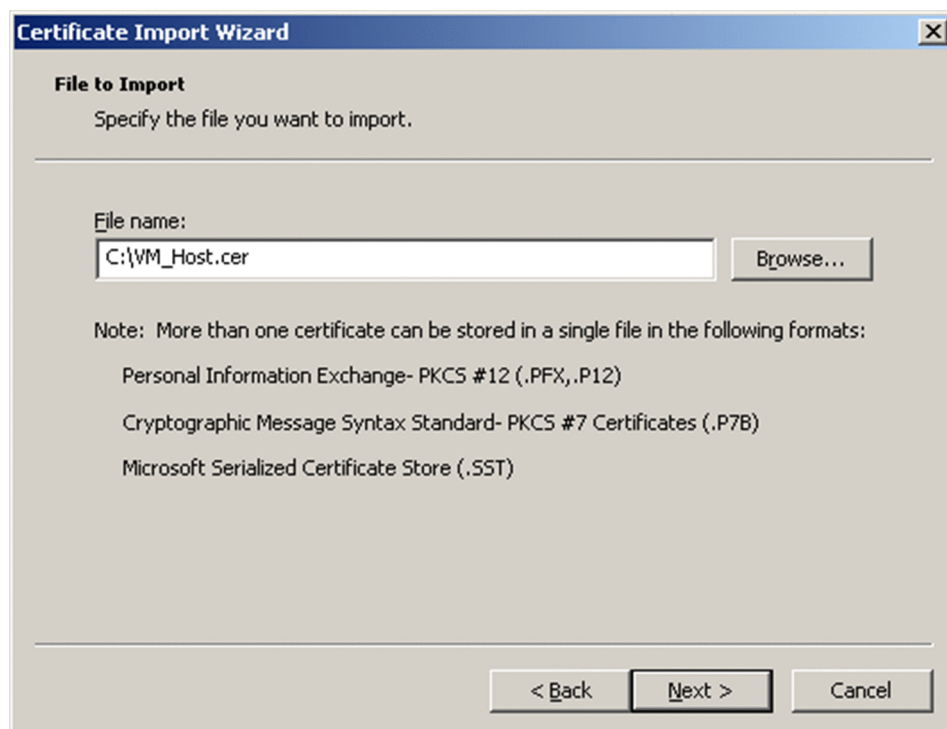 Certificate Import Wizard
File to Import
Specify the file you want to import.
File name:
C:\VM_Host.cer
Browse...
Note:  More than one certificate can be stored in a single file in the following formats:
Personal Information Exchange- PKCS #12 (.PFX,.P12)
Cryptographic Message Syntax Standard- PKCS #7 Certificates (.P7B)
Microsoft Serialized Certificate Store (.SST)
< Back
Next >
Cancel